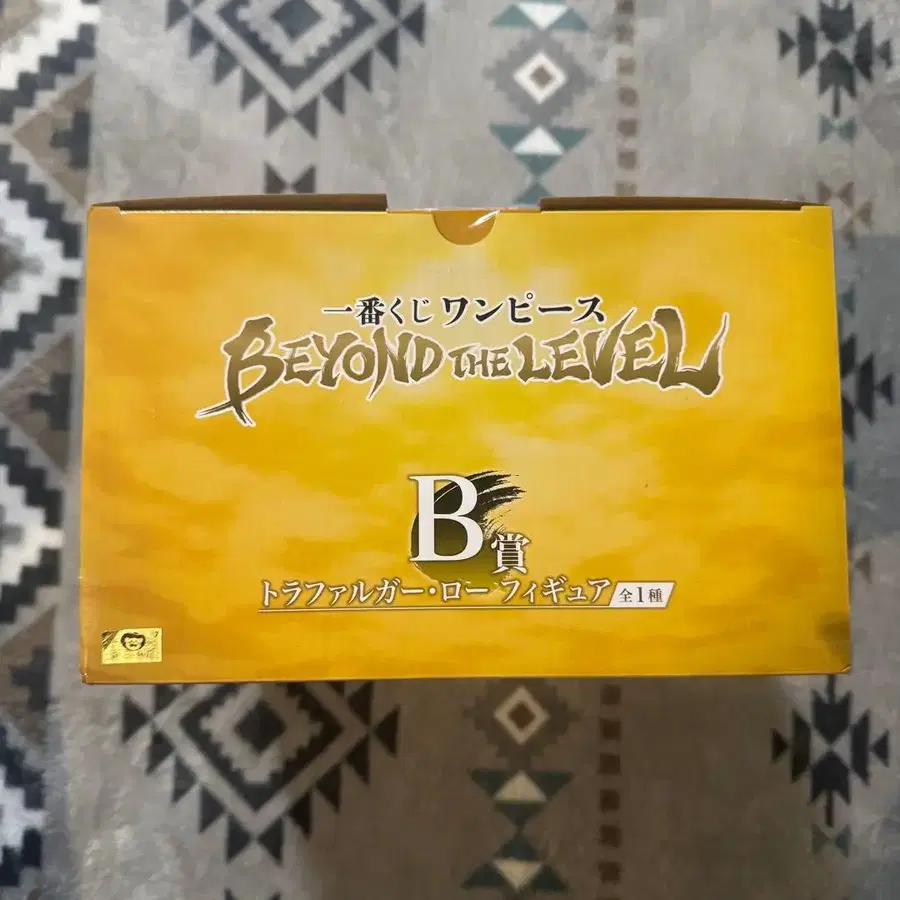 一番くじ ワンピース
BEYOND THE LEVEL
B賞
トラファルガー・ロー フィギュア 全1種